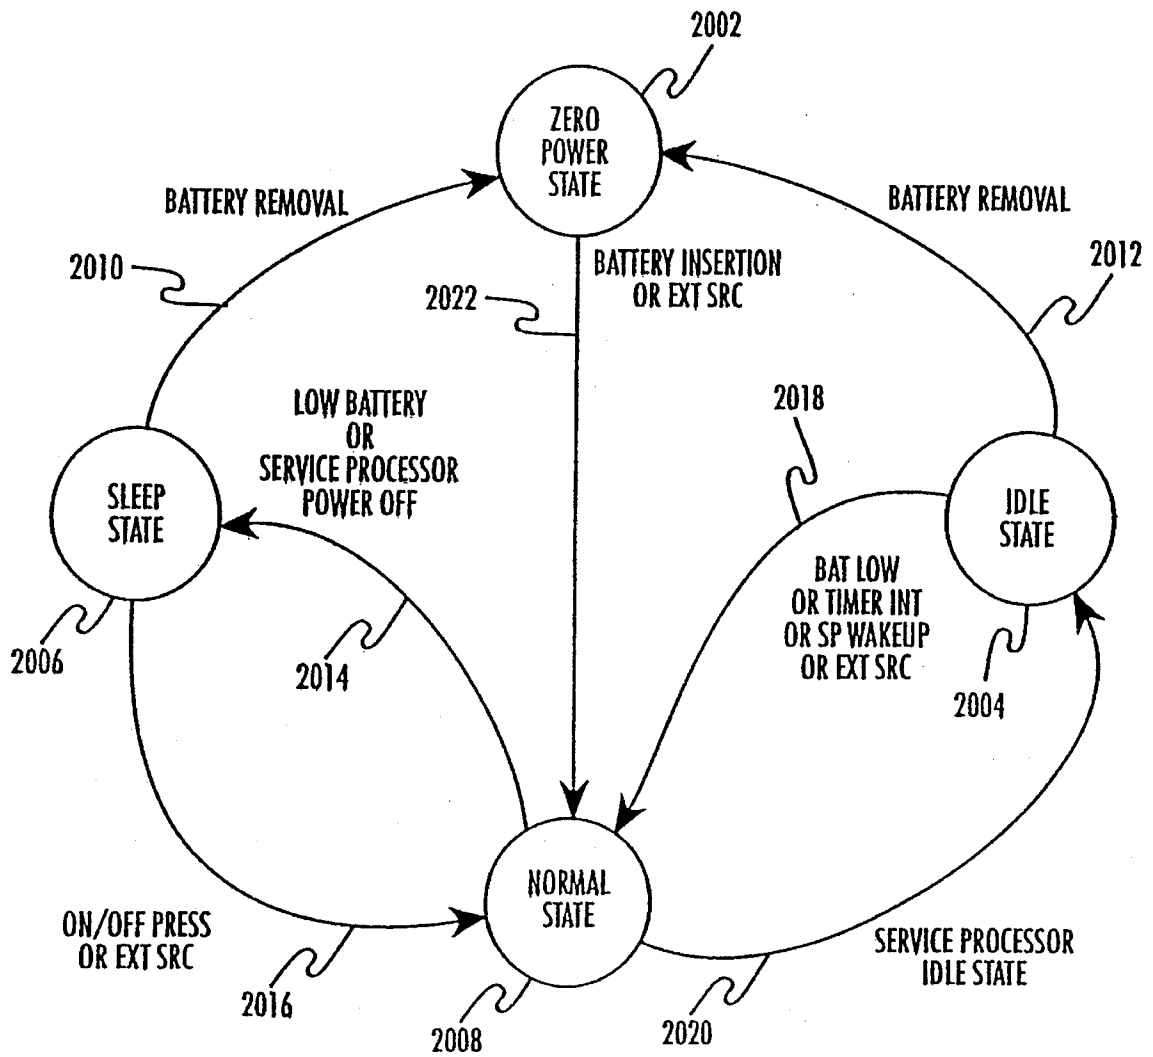 2002
ZERO
POWER
STATE
BATTERY REMOVAL
BATTERY REMOVAL
2010
2022
BATTERY INSERTION
OR EXT SRC
2012
LOW BATTERY
OR
SERVICE PROCESSOR
POWER OFF
2018
SLEEP
STATE
IDLE
STATE
BAT LOW
OR TIMER INT
OR SP WAKEUP
OR EXT SRC
2006
2014
2004
NORMAL
STATE
ON/OFF PRESS
OR EXT SRC
SERVICE PROCESSOR
IDLE STATE
2016
2008
2020